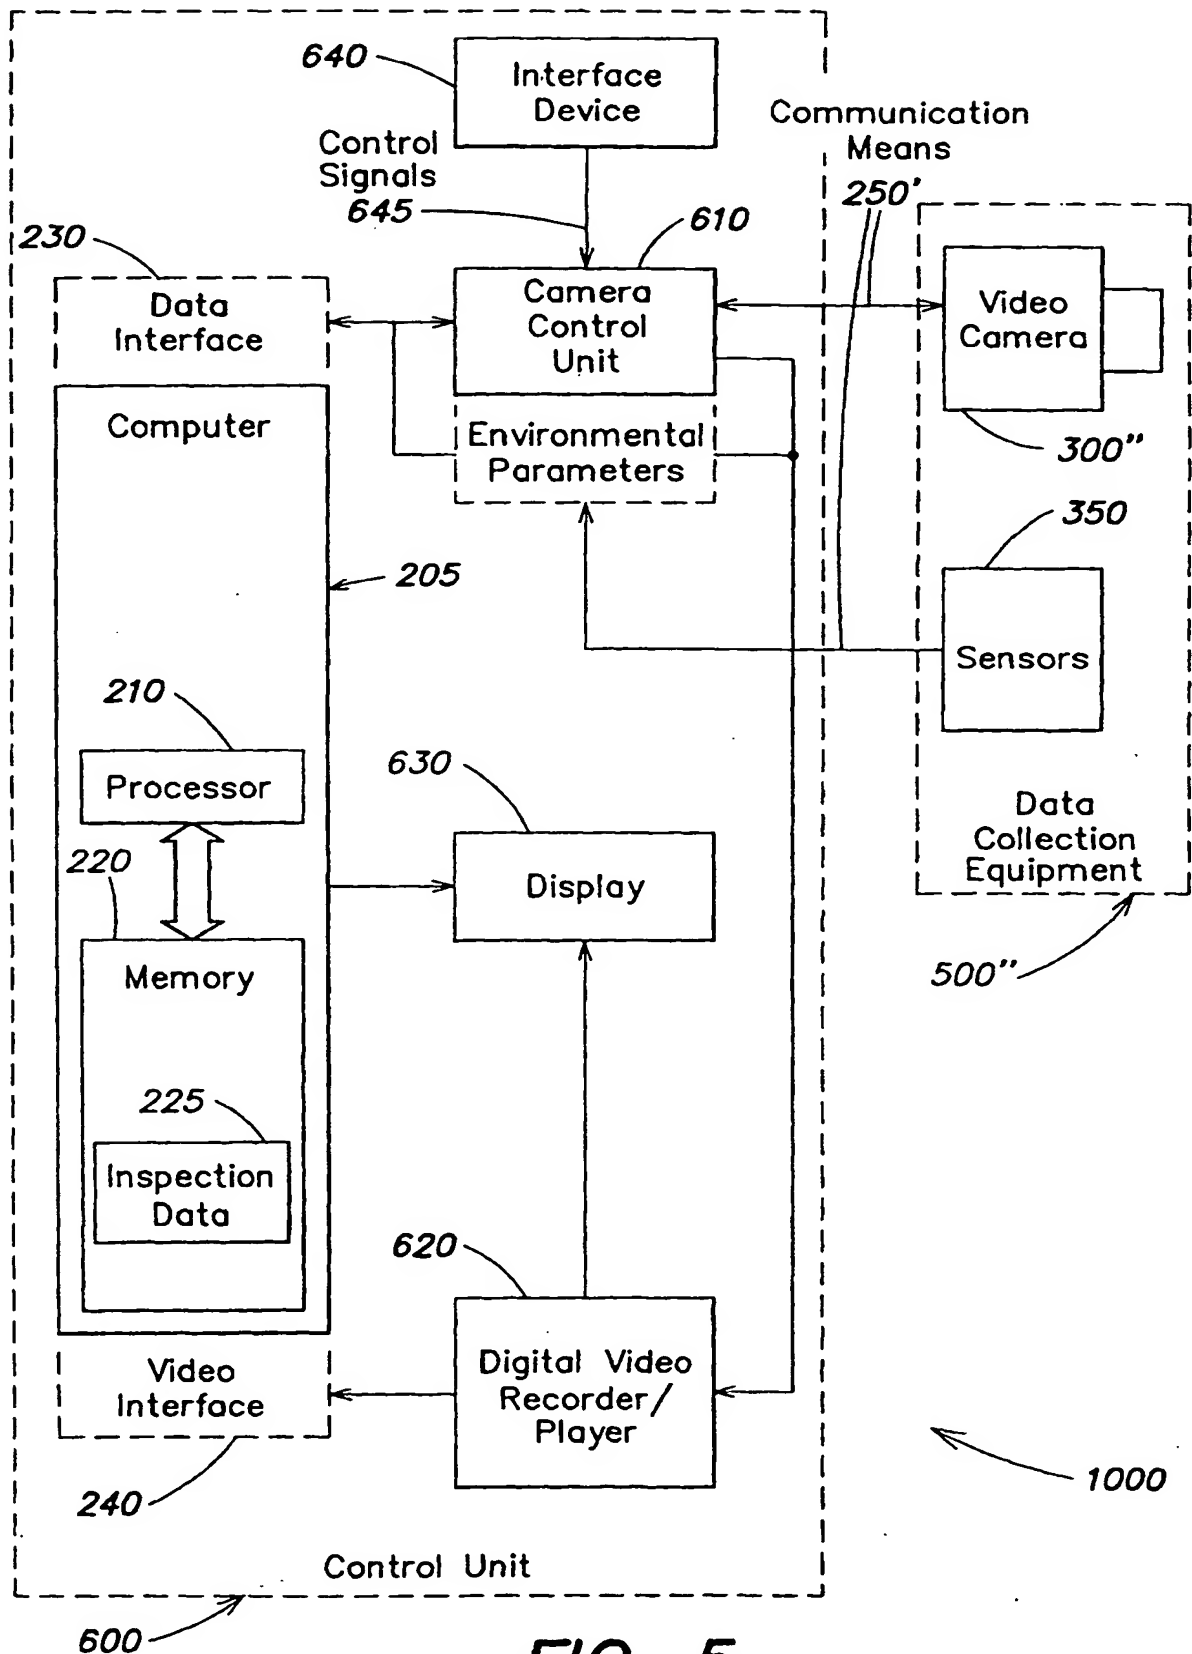 640
Interface
Device
Control
Signals
645
Communication
Means
250'
230
610
Data
Interface
Camera
Control
Unit
Video
Camera
300"
Computer
Environmental
Parameters
350
205
Sensors
210
Processor
630
Display
Data
Collection
Equipment
220
Memory
500"
225
Inspection
Data
620
Video
Interface
Digital Video
Recorder/
Player
240
1000
Control Unit
600
FIG. 5